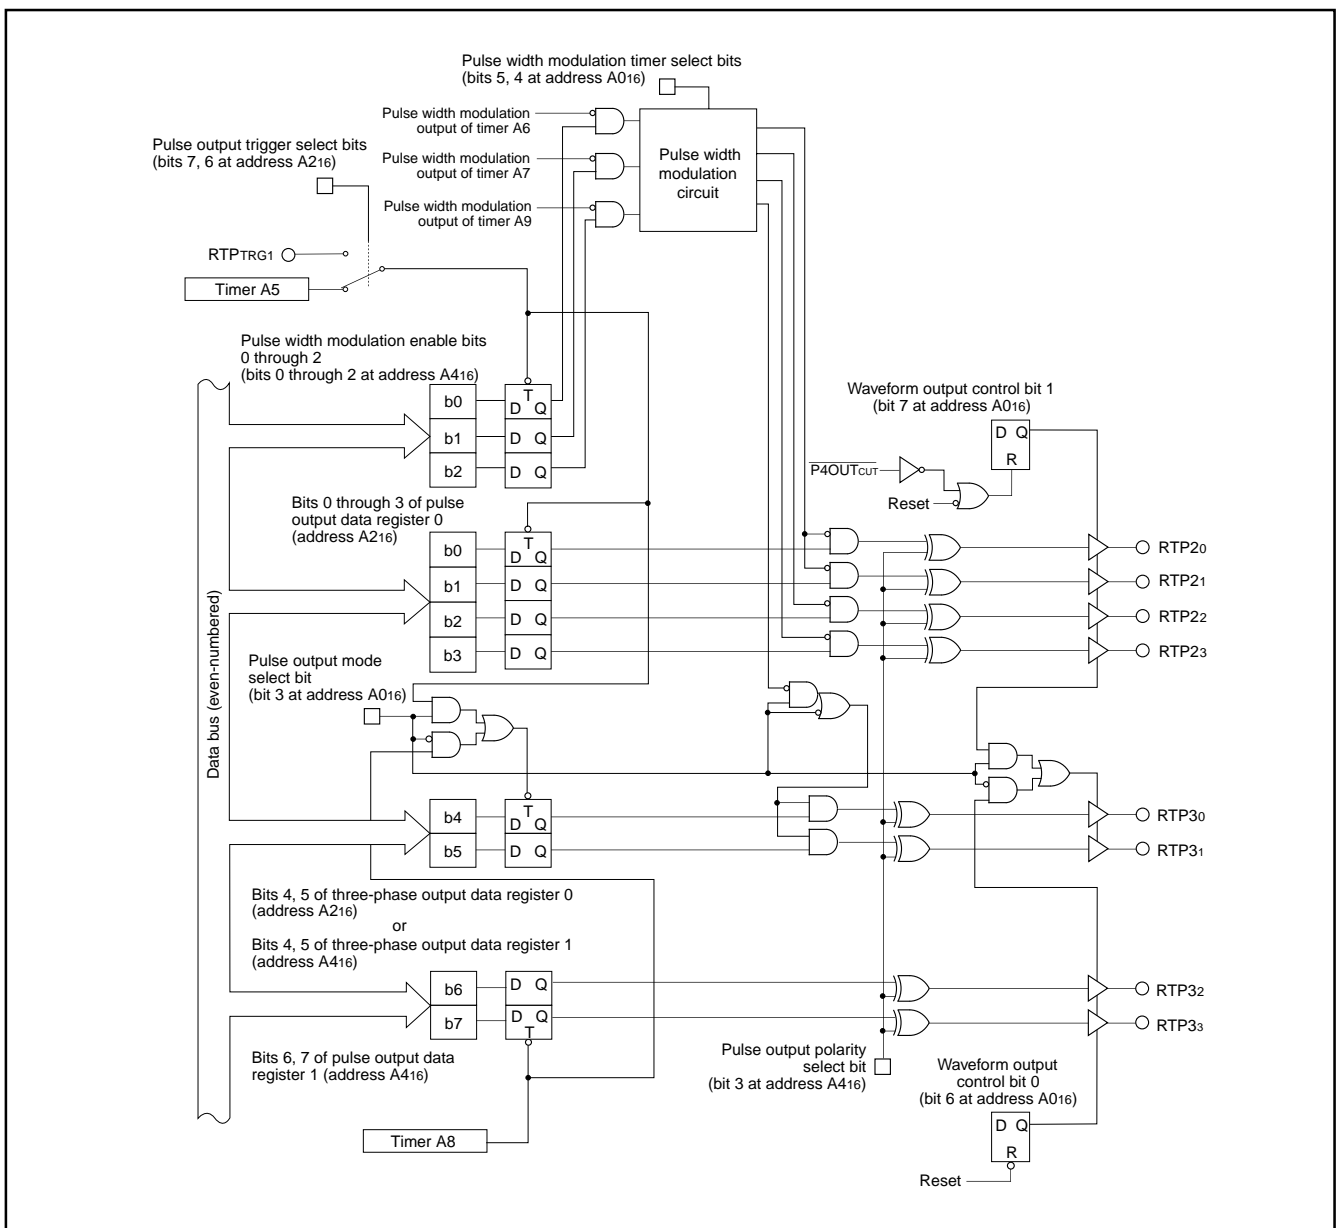 Pulse width modulation timer select bits
(bits 5, 4 at address A016)
Pulse width modulation
output of timer A6
Pulse output trigger select bits
(bits 7, 6 at address A216)
Pulse width modulation
output of timer A7
Pulse width
modulation
circuit
Pulse width modulation
output of timer A9
RTPTRG1
Timer A5
Pulse width modulation enable bits
0 through 2
(bits 0 through 2 at address A416)
b0
T
D Q
b1
D Q
b2
D Q
Waveform output control bit 1
(bit 7 at address A016)
D Q
R
P4OUTCUT
Reset
Bits 0 through 3 of pulse
output data register 0
(address A216)
b0
T
D Q
RTP20
b1
D Q
RTP21
b2
D Q
RTP22
b3
D Q
RTP23
Data bus (even-numbered)
Pulse output mode
select bit
(bit 3 at address A016)
b4
T
D Q
RTP30
b5
D Q
RTP31
Bits 4, 5 of three-phase output data register 0
(address A216)
or
Bits 4, 5 of three-phase output data register 1
(address A416)
b6
D Q
RTP32
b7
D Q
T
RTP33
Bits 6, 7 of pulse output data
register 1 (address A416)
Pulse output polarity
select bit
(bit 3 at address A416)
Waveform output
control bit 0
(bit 6 at address A016)
D Q
R
Timer A8
Reset